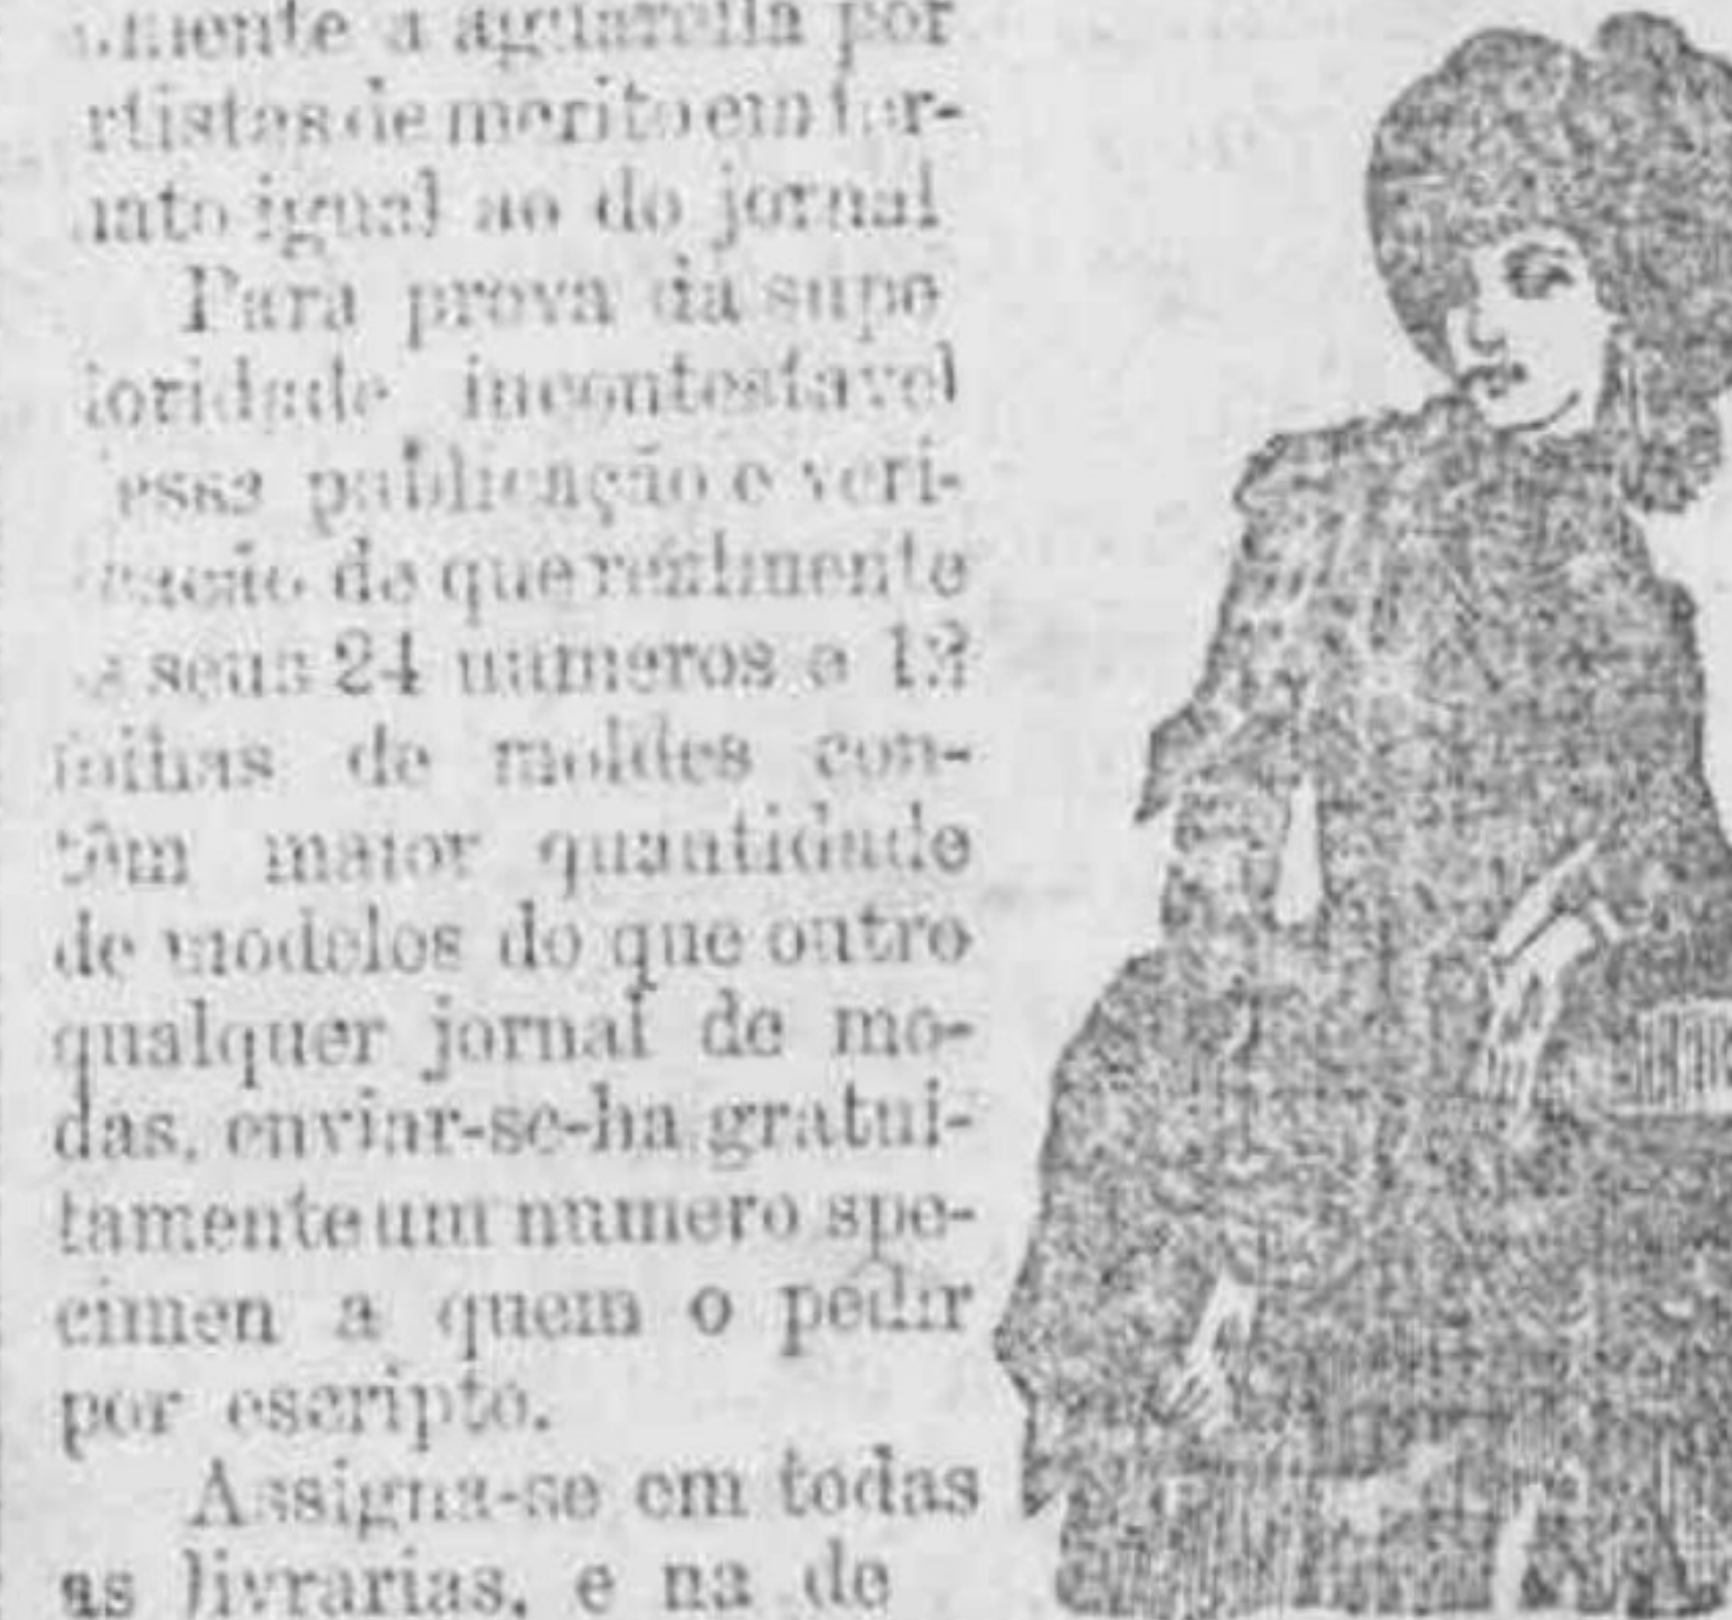 a aguarella por
rtistas de merito em for-
mato igual ao do jornal
Para prova da supe
ioridade incontestavel
essa publicação e veri-
cação de que realmente
s seus 24 numeros e 12
folhas de moldes con-
têm maior quantidade
de modelos do que outro
qualquer jornal de mo-
das, enviar-se-ha gratui-
tamente um numero spe-
cimen a quem o pedir
por escripto.
Assigna-se em todas
as livrarias, e na de